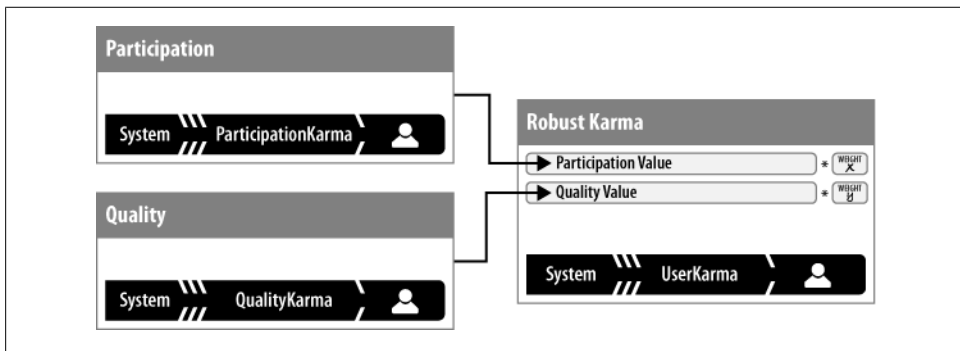 Participation
System ParticipationKarma
Quality
System QualityKarma
Robust Karma
Participation Value * WEIGHT X
Quality Value * WEIGHT y
System UserKarma